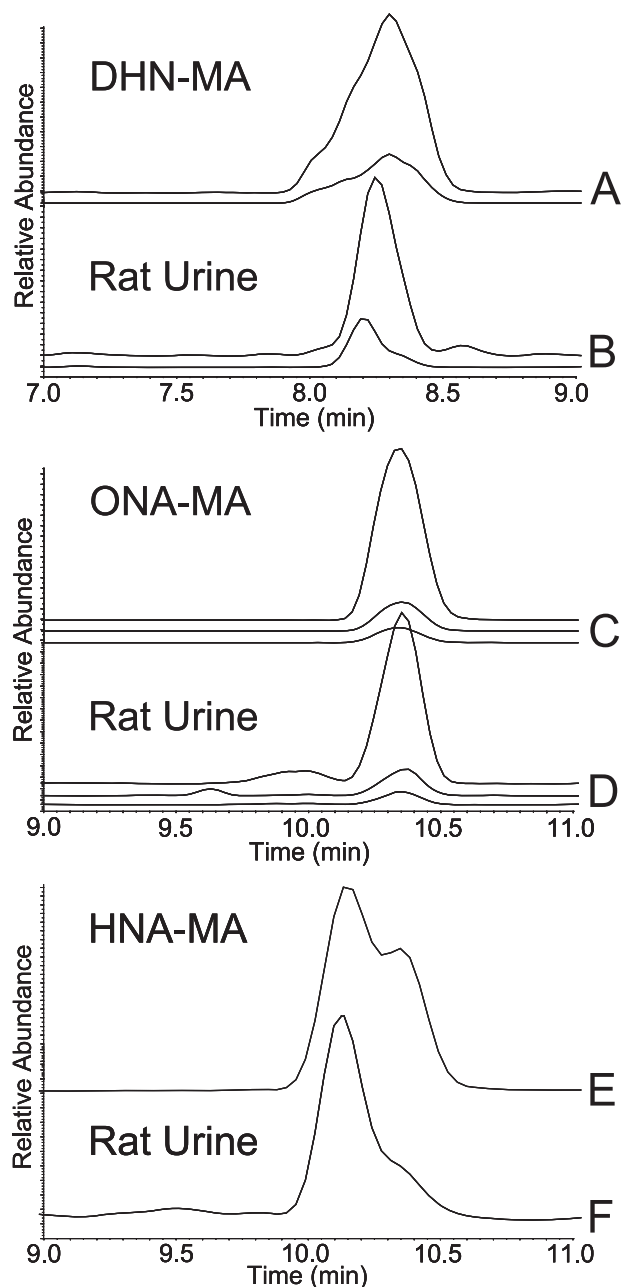 DHN-MA
Relative Abundance
A
Rat Urine
B
7.0 7.5 8.0 8.5 9.0
Time (min)
ONA-MA
Relative Abundance
C
Rat Urine
D
9.0 9.5 10.0 10.5 11.0
Time (min)
HNA-MA
Relative Abundance
E
Rat Urine
F
9.0 9.5 10.0 10.5 11.0
Time (min)